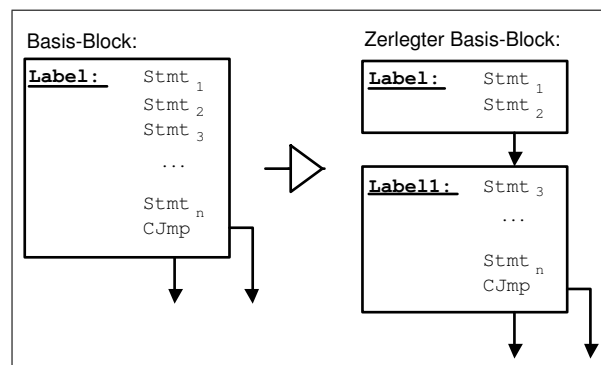 Basis-Block:
Label: Stmt 1
Stmt 2
Stmt 3
...
Stmt n
CJmp
Zerlegter Basis-Block:
Label: Stmt 1
Stmt 2
Label1: Stmt 3
...
Stmt n
CJmp